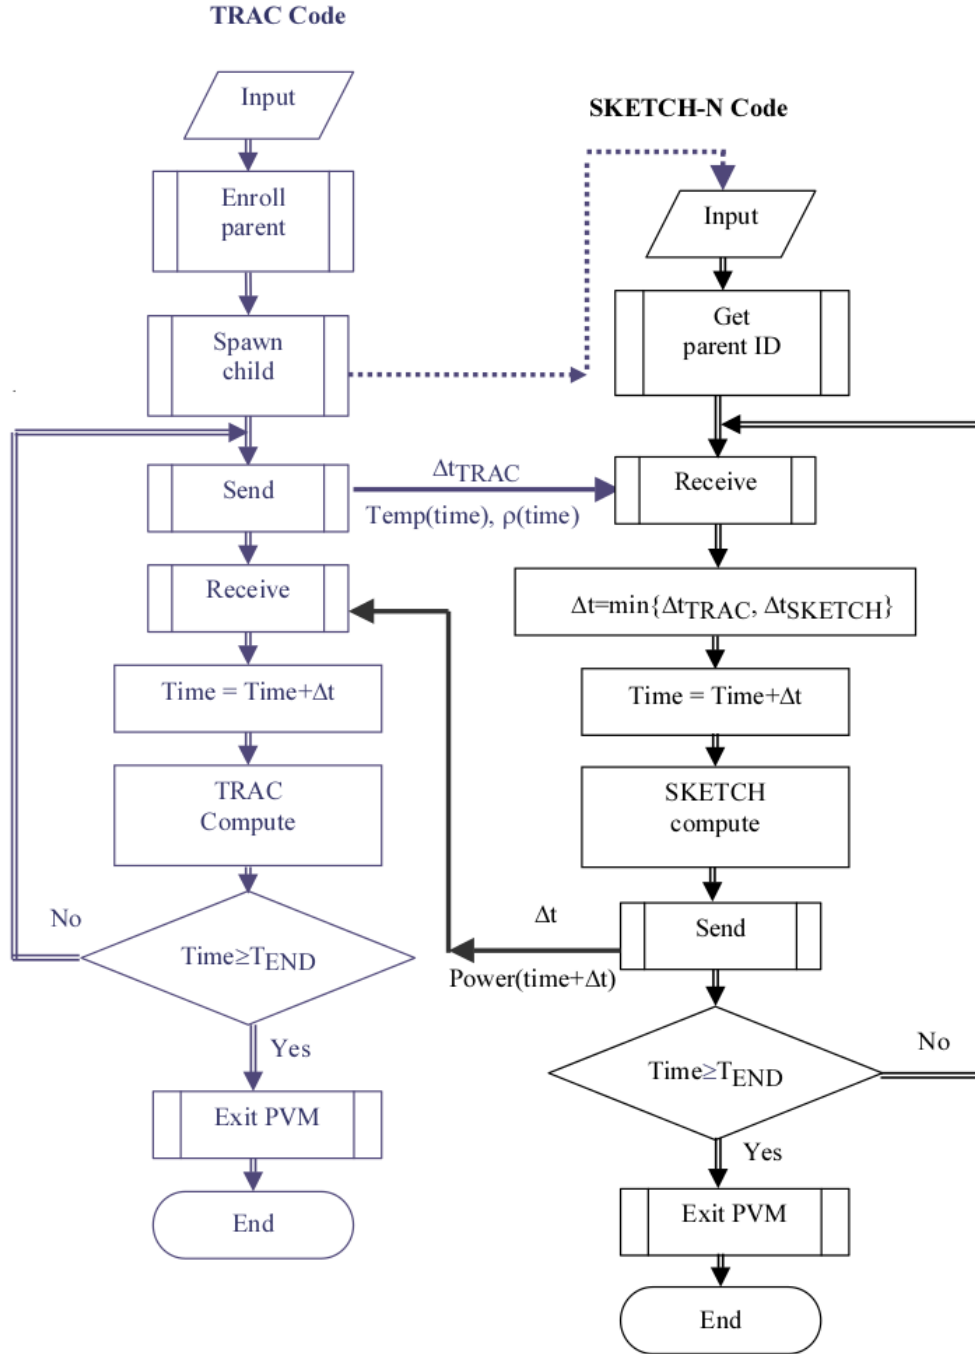 TRAC Code
Input
Enroll
parent
Spawn
child
Send
Receive
Time = Time+Δt
TRAC
Compute
No
Time≥TEND
Yes
Exit PVM
End
ΔtTRAC
Temp(time), ρ(time)
Δt
Power(time+Δt)
SKETCH-N Code
Input
Get
parent ID
Receive
Δt=min{ΔtTRAC, ΔtSKETCH}
Time = Time+Δt
SKETCH
compute
Send
No
Time≥TEND
Yes
Exit PVM
End